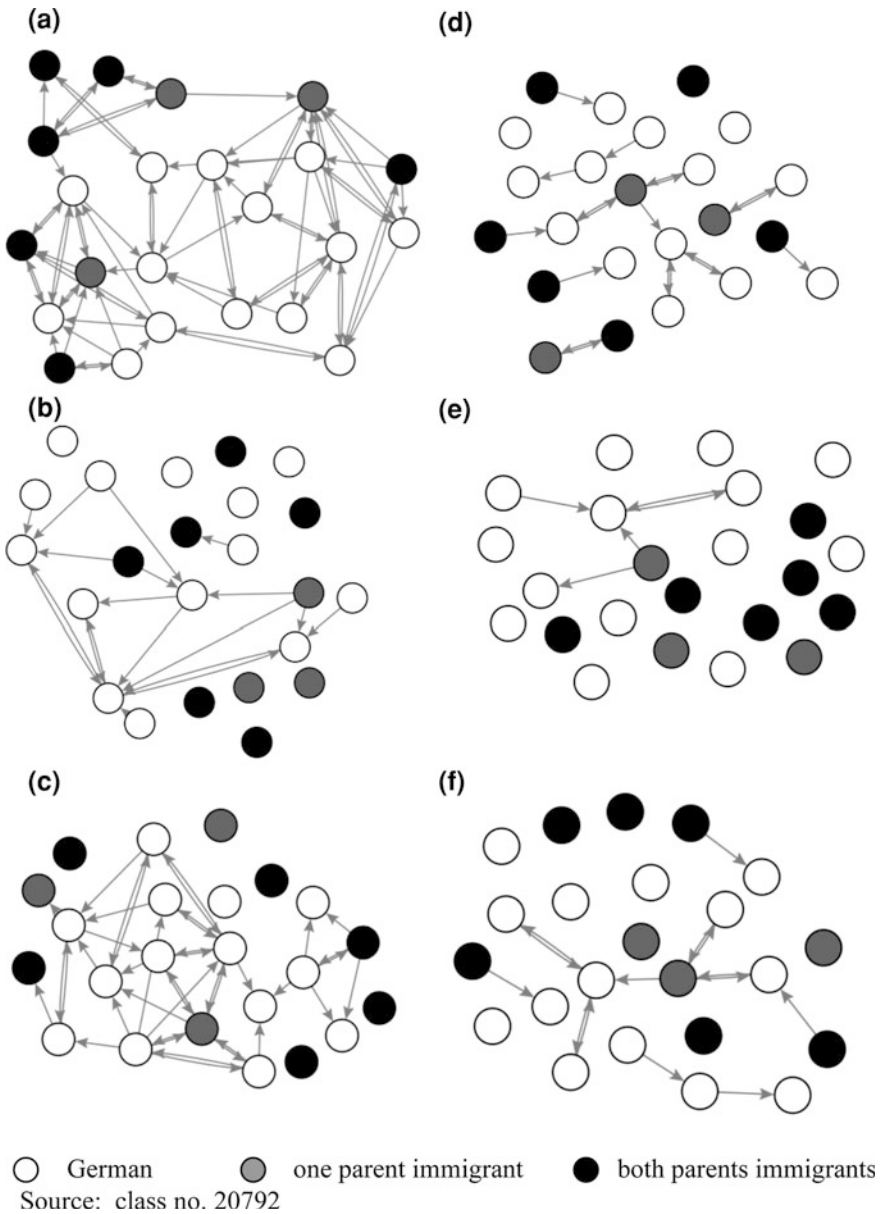 (a)
(d)
(b)
(e)
(c)
(f)
German one parent immigrant both parents immigrants
Source: class no. 20792